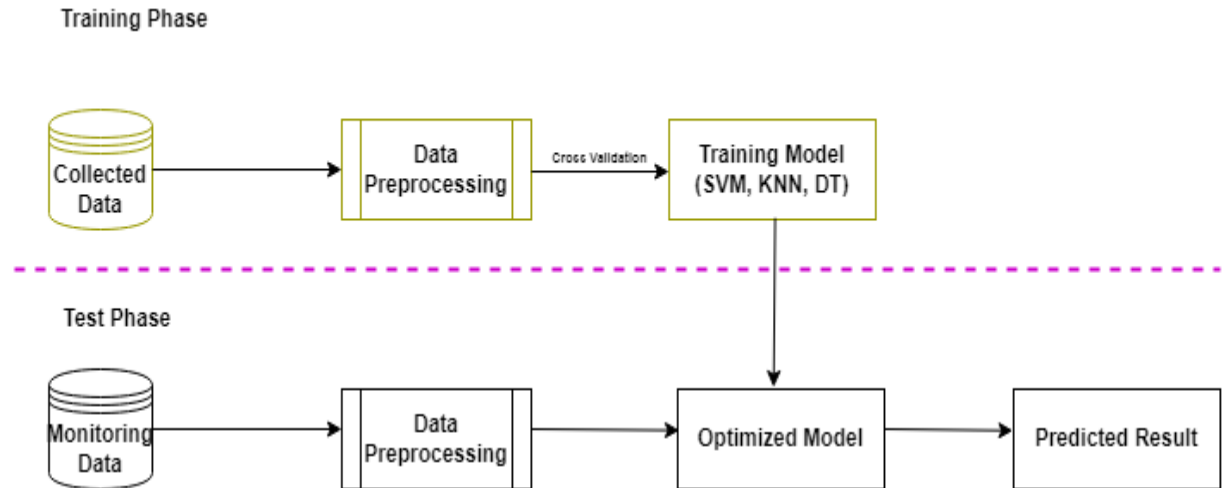 Training Phase
Collected
Data
Data
Preprocessing
Cross Validation
Training Model
(SVM, KNN, DT)
Test Phase
Monitoring
Data
Data
Preprocessing
Optimized Model
Predicted Result